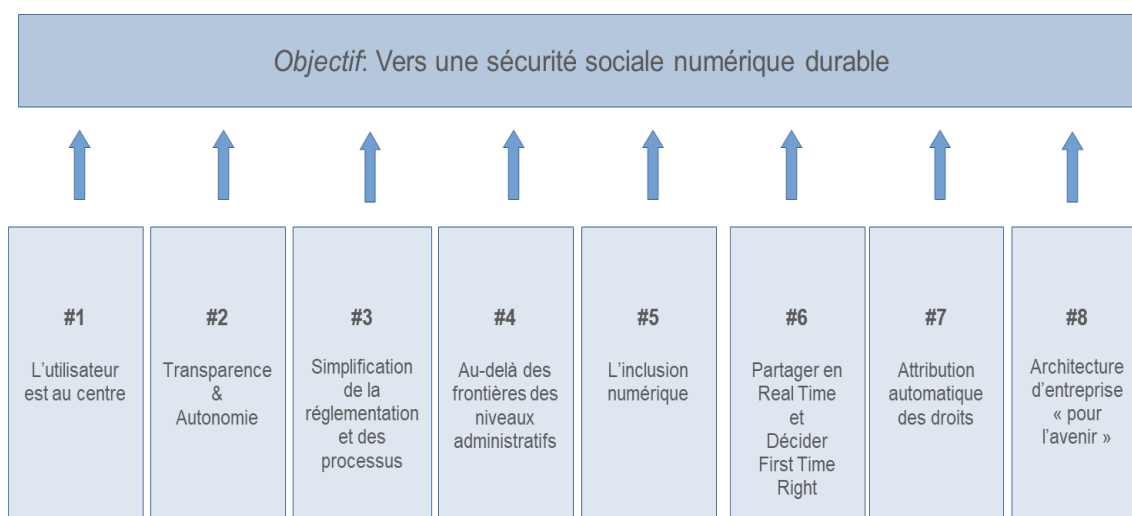 Objectif: Vers une sécurité sociale numérique durable
#1
L'utilisateur
est au centre
#2
Transparence
&
Autonomie
#3
Simplification
de la
réglementation
et des
processus
#4
Au-delà des
frontières des
niveaux
administratifs
#5
L'inclusion
numérique
#6
Partager en
Real Time
et
Décider
First Time
Right
#7
Attribution
automatique
des droits
#8
Architecture
d'entreprise
« pour
l'avenir »